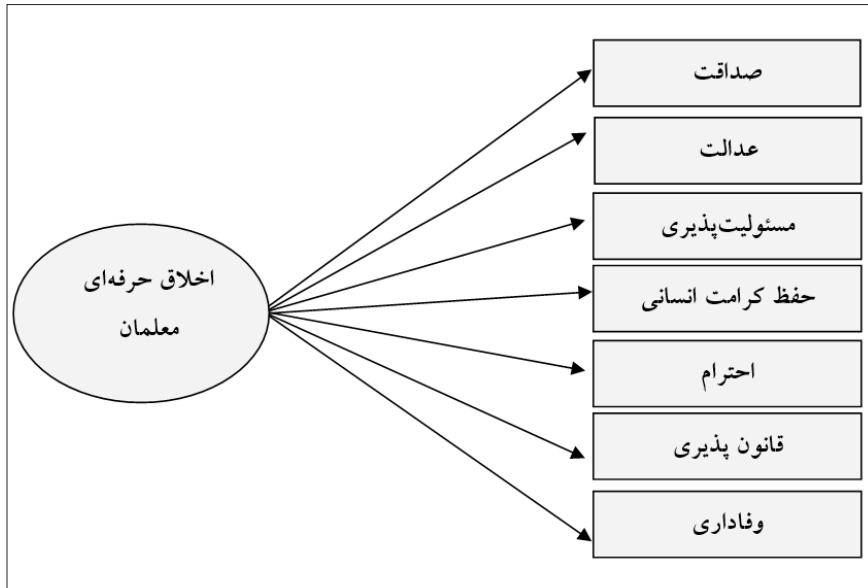 اخلاق حرفه‌ای
معلمان
صداقت
عدالت
مسئولیت‌پذیری
حفظ کرامت انسانی
احترام
قانون پذیری
وفاداری